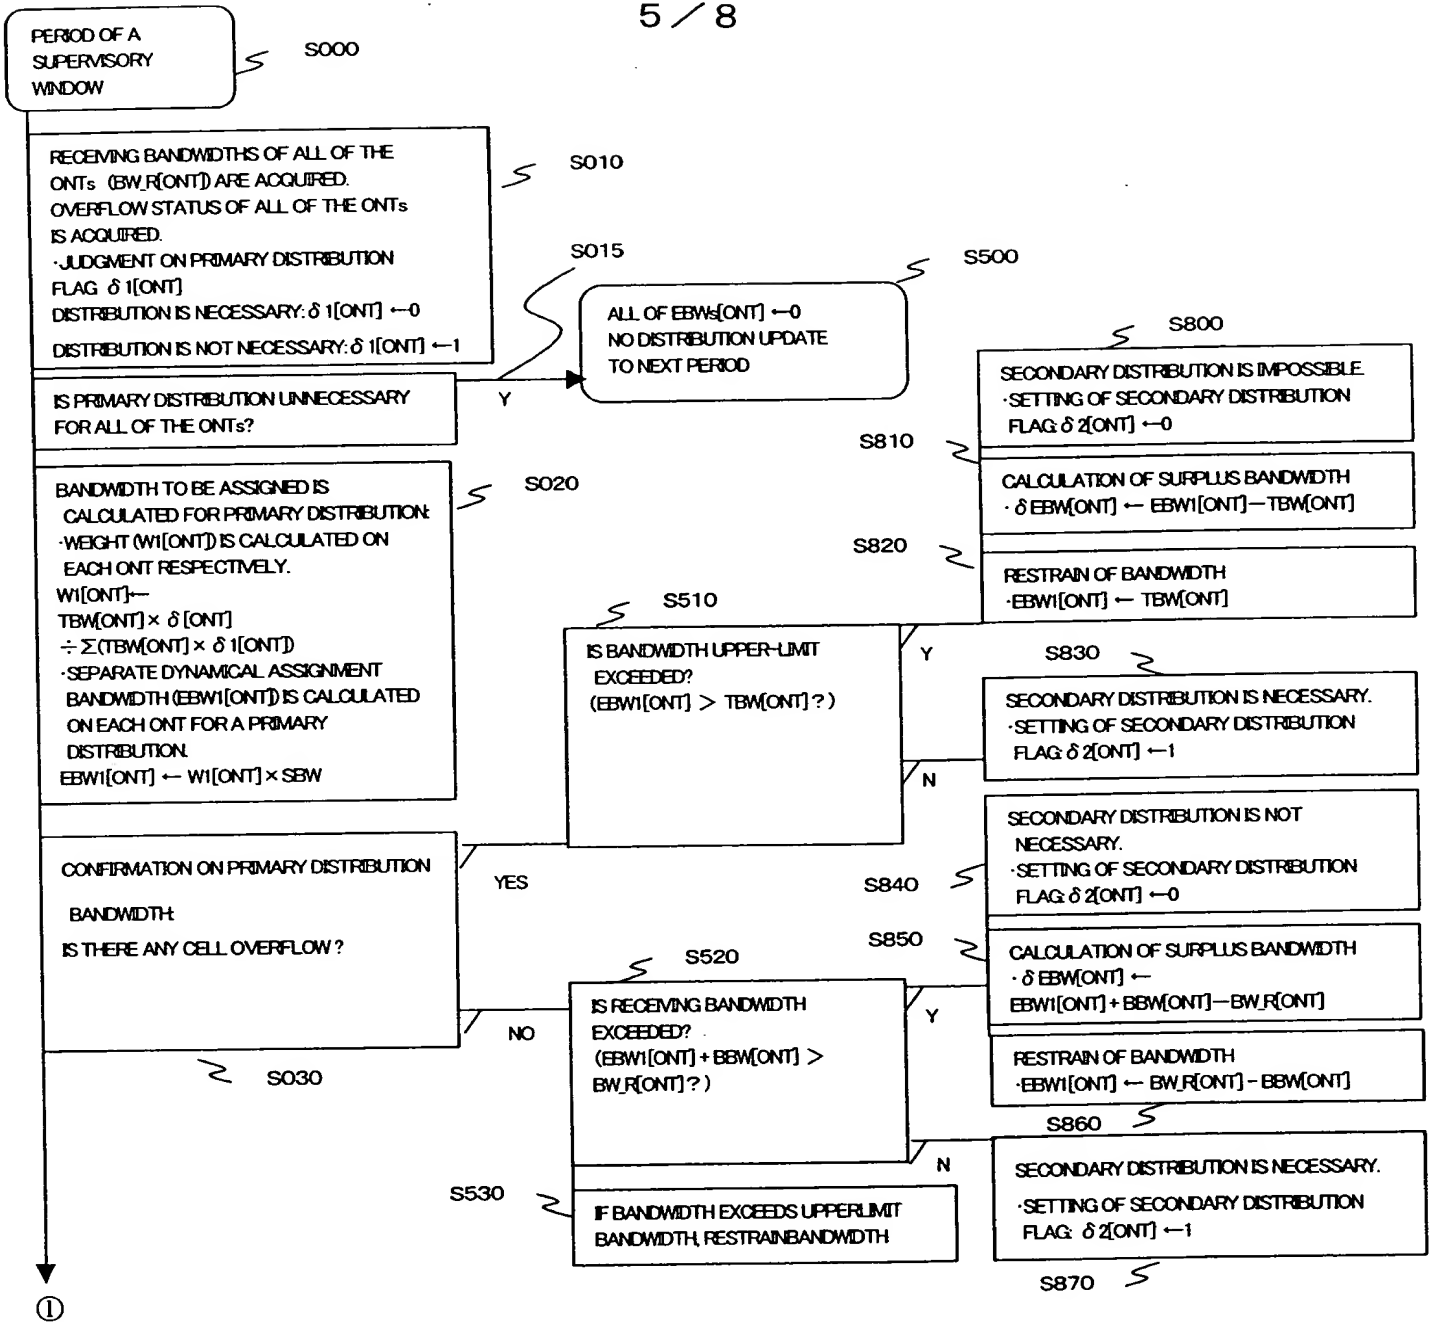 5／8
PERIOD OF A
SUPERVISORY
WINDOW
S000
RECEIVING BANDWIDTHS OF ALL OF THE
ONTs (BW_R[ONT]) ARE ACQUIRED.
OVERFLOW STATUS OF ALL OF THE ONTs
IS ACQUIRED.
·JUDGMENT ON PRIMARY DISTRIBUTION
FLAG δ1[ONT]
DISTRIBUTION IS NECESSARY: δ1[ONT] ←0
DISTRIBUTION IS NOT NECESSARY: δ1[ONT] ←1
S010
S015
IS PRIMARY DISTRIBUTION UNNECESSARY
FOR ALL OF THE ONTs?
Y
ALL OF EBWs[ONT] ←0
NO DISTRIBUTION UPDATE
TO NEXT PERIOD
S500
BANDWIDTH TO BE ASSIGNED IS
CALCULATED FOR PRIMARY DISTRIBUTION:
·WEIGHT (W1[ONT]) IS CALCULATED ON
EACH ONT RESPECTIVELY.
W1[ONT]←
TBW[ONT] × δ[ONT]
÷Σ(TBW[ONT] × δ1[ONT])
·SEPARATE DYNAMICAL ASSIGNMENT
BANDWIDTH (EBW1[ONT]) IS CALCULATED
ON EACH ONT FOR A PRIMARY
DISTRIBUTION.
EBW1[ONT] ← W1[ONT] × SBW
S020
CONFIRMATION ON PRIMARY DISTRIBUTION
BANDWIDTH:
IS THERE ANY CELL OVERFLOW?
YES
NO
S030
①
S510
IS BANDWIDTH UPPER-LIMIT
EXCEEDED?
(EBW1[ONT] > TBW[ONT]?)
Y
N
S520
IS RECEIVING BANDWIDTH
EXCEEDED?
(EBW1[ONT]+BBW[ONT] >
BW_R[ONT]?)
Y
N
S530
IF BANDWIDTH EXCEEDS UPPERLIMIT
BANDWIDTH, RESTRAINBANDWIDTH
S800
SECONDARY DISTRIBUTION IS IMPOSSIBLE.
·SETTING OF SECONDARY DISTRIBUTION
FLAG: δ2[ONT] ←0
S810
CALCULATION OF SURPLUS BANDWIDTH
·δEBW[ONT] ← EBW1[ONT]−TBW[ONT]
S820
RESTRAIN OF BANDWIDTH
·EBW1[ONT] ← TBW[ONT]
S830
SECONDARY DISTRIBUTION IS NECESSARY.
·SETTING OF SECONDARY DISTRIBUTION
FLAG: δ2[ONT] ←1
SECONDARY DISTRIBUTION IS NOT
NECESSARY.
·SETTING OF SECONDARY DISTRIBUTION
FLAG: δ2[ONT] ←0
S840
S850
CALCULATION OF SURPLUS BANDWIDTH
·δEBW[ONT] ←
EBW1[ONT]+BBW[ONT]−BW_R[ONT]
RESTRAIN OF BANDWIDTH
·EBW1[ONT] ← BW_R[ONT]−BBW[ONT]
S860
SECONDARY DISTRIBUTION IS NECESSARY.
·SETTING OF SECONDARY DISTRIBUTION
FLAG: δ2[ONT] ←1
S870